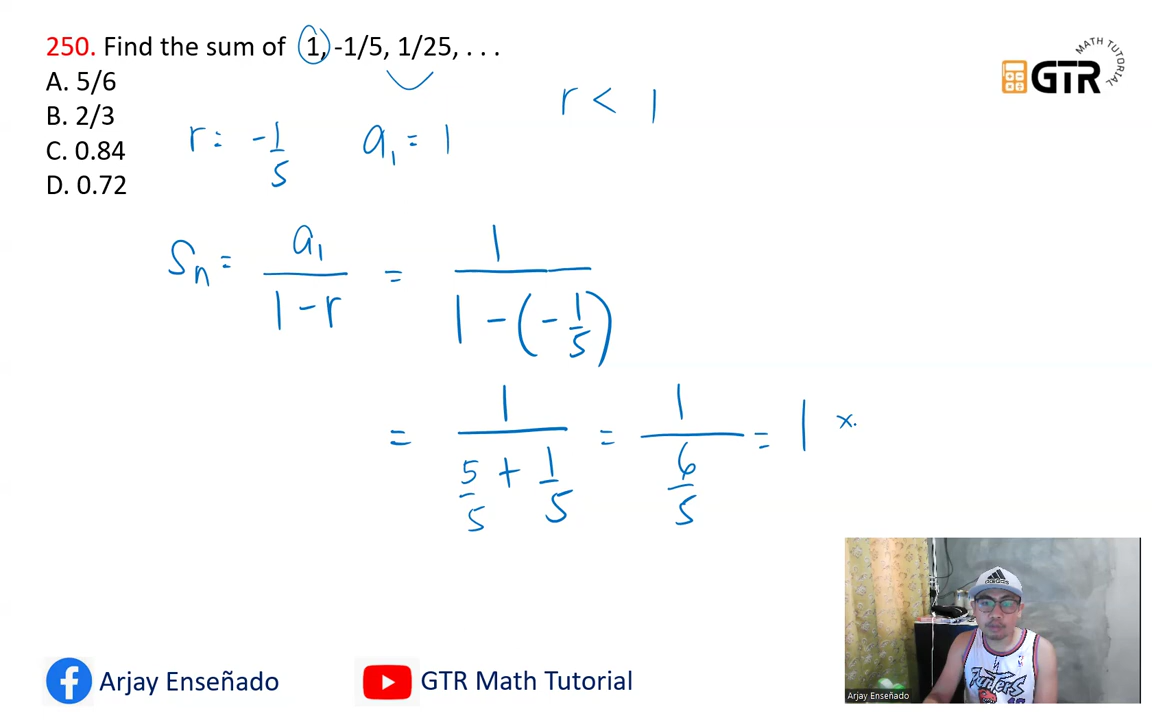 250. Find the sum of 1, -1/5, 1/25, . . .
A. 5/6
B. 2/3
C. 0.84
D. 0.72
MATH TUTORIAL
GTR
r < 1
r = -1/5 a₁ = 1
Sn = a₁/(1-r) = 1/(1-(-1/5))
= 1/(5/5 + 1/5) = 1/(6/5) = 1 ×
Arjay Enseñado
GTR Math Tutorial
Arjay Enseñado